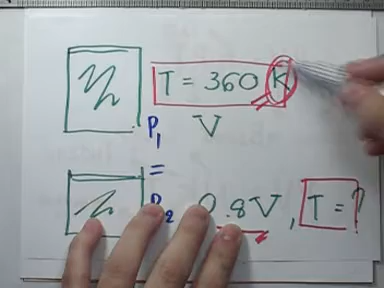 T = 360 K
P1 V
=
P2 0.8V, T = ?